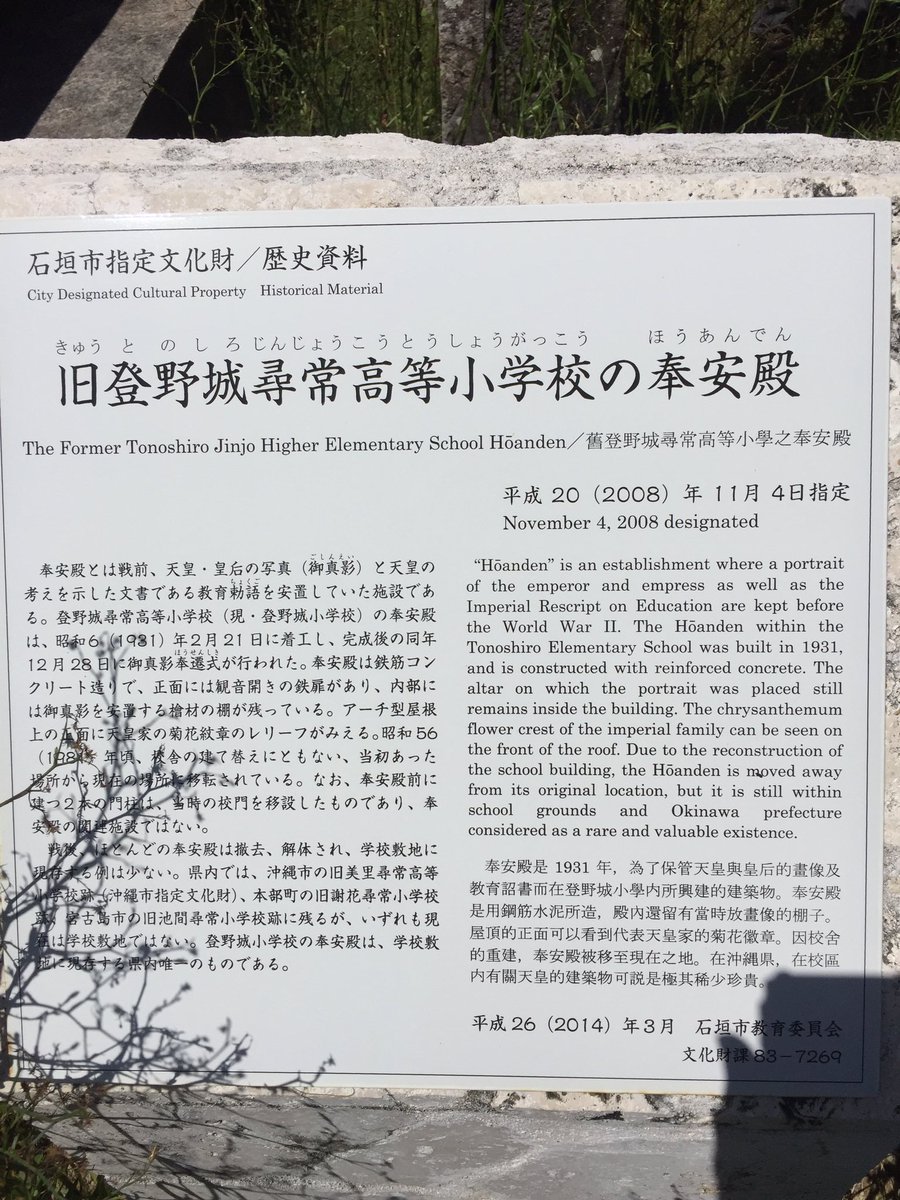 石垣市指定文化財／歴史資料
City Designated Cultural Property Historical Material
きゅう と の しろ じんじょうこうとうしょうがっこう ほうあんでん
旧登野城尋常高等小学校の奉安殿
The Former Tonoshiro Jinjo Higher Elementary School Hōanden／舊登野城尋常高等小學之奉安殿
平成 20（2008）年 11月 4日指定
November 4, 2008 designated
奉安殿とは戦前、天皇・皇后の写真（御真影）と天皇の
ごしんえい
考えを示した文書である教育勅語を安置していた施設であ
ちょくご
る。登野城尋常高等小学校（現・登野城小学校）の奉安殿
は、昭和6（1931）年2月21日に着工し、完成後の同年
12月28日に御真影奉遷式が行われた。奉安殿は鉄筋コン
ほうせんしき
クリート造りで、正面には観音開きの鉄扉があり、内部に
は御真影を安置する檜材の棚が残っている。アーチ型屋根
上の正面に天皇家の菊花紋章のレリーフがみえる。昭和56
（1981）年頃、校舎の建て替えにともない、当初あった
場所から現在の場所に移転されている。なお、奉安殿前に
建つ2本の門柱は、当時の校門を移設したものであり、奉
安殿の関連施設ではない。
戦後、ほとんどの奉安殿は撤去、解体され、学校敷地に
現存する例は少ない。県内では、沖縄市の旧美里尋常高等
小学校跡（沖縄市指定文化財）、本部町の旧謝花尋常小学校
跡、宮古島市の旧池間尋常小学校跡に残るが、いずれも現
在は学校敷地ではない。登野城小学校の奉安殿は、学校敷
地に現存する県内唯一のものである。
"Hōanden" is an establishment where a portrait
of the emperor and empress as well as the
Imperial Rescript on Education are kept before
the World War II. The Hōanden within the
Tonoshiro Elementary School was built in 1931,
and is constructed with reinforced concrete. The
altar on which the portrait was placed still
remains inside the building. The chrysanthemum
flower crest of the imperial family can be seen on
the front of the roof. Due to the reconstruction of
the school building, the Hōanden is moved away
from its original location, but it is still within
school grounds and Okinawa prefecture
considered as a rare and valuable existence.
奉安殿是 1931 年，為了保管天皇與皇后的畫像及
教育詔書而在登野城小學內所興建的建築物。奉安殿
是用鋼筋水泥所造，殿內還留有當時放畫像的棚子。
屋頂的正面可以看到代表天皇家的菊花徽章。因校舍
的重建，奉安殿被移至現在之地。在沖縄県，在校區
內有關天皇的建築物可説是極其稀少珍貴。
平成 26（2014）年 3月 石垣市教育委員会
文化財課 83－7269